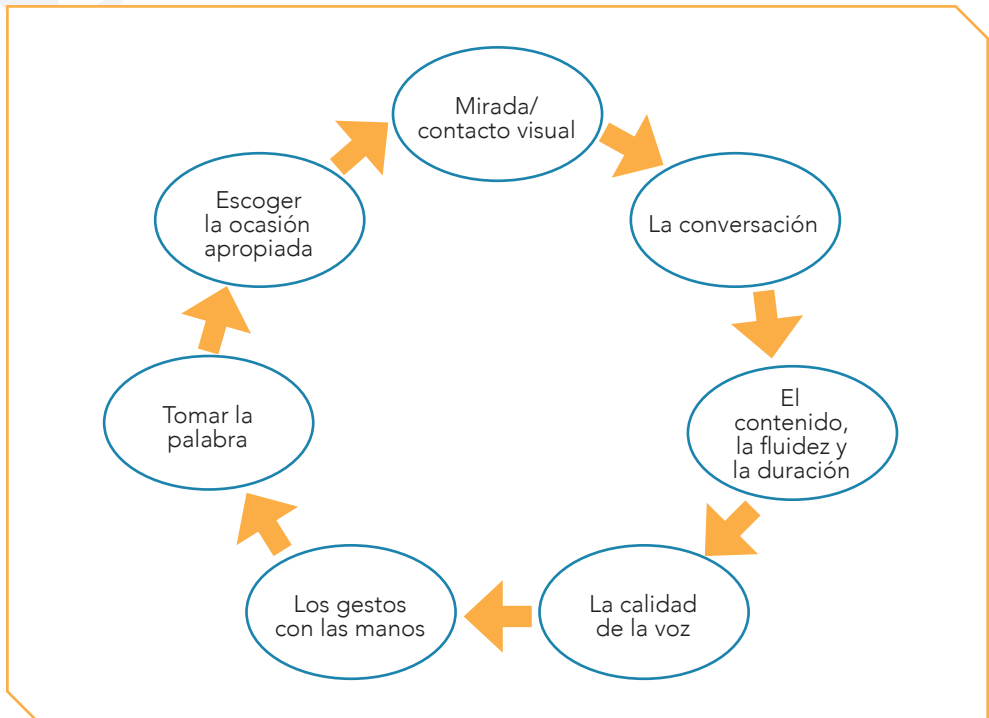 Mirada/
contacto visual
La conversación
El
contenido,
la fluidez y
la duración
La calidad
de la voz
Los gestos
con las manos
Tomar la
palabra
Escoger
la ocasión
apropiada